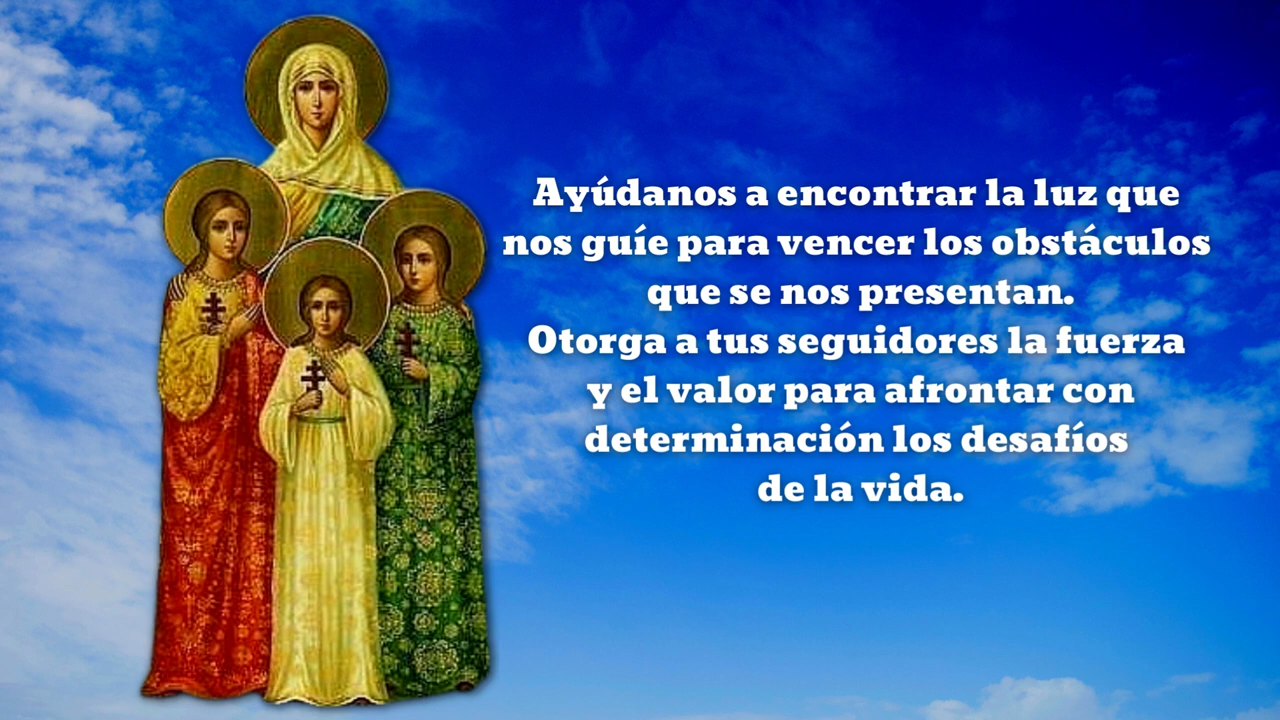 Ayúdanos a encontrar la luz que
nos guíe para vencer los obstáculos
que se nos presentan.
Otorga a tus seguidores la fuerza
y el valor para afrontar con
determinación los desafíos
de la vida.